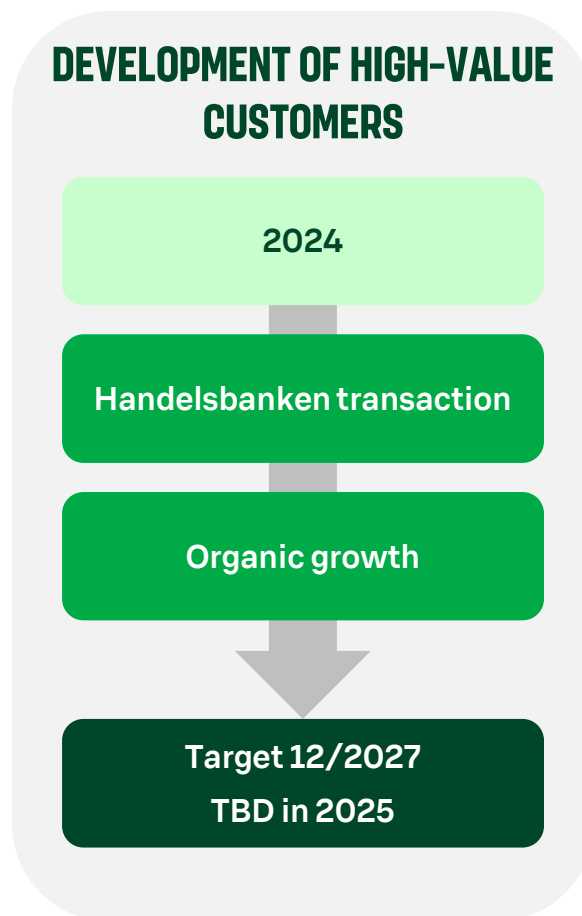 DEVELOPMENT OF HIGH-VALUE
CUSTOMERS
2024
Handelsbanken transaction
Organic growth
Target 12/2027
TBD in 2025